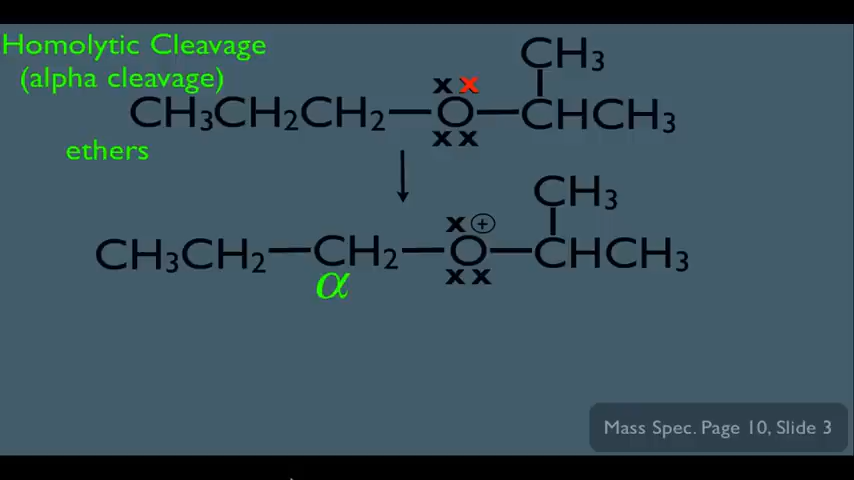 Homolytic Cleavage
(alpha cleavage)
CH3
x x
CH3CH2CH2—O—CHCH3
x x
ethers
CH3
x ⊕
CH3CH2—CH2—O—CHCH3
α
x x
Mass Spec. Page 10, Slide 3